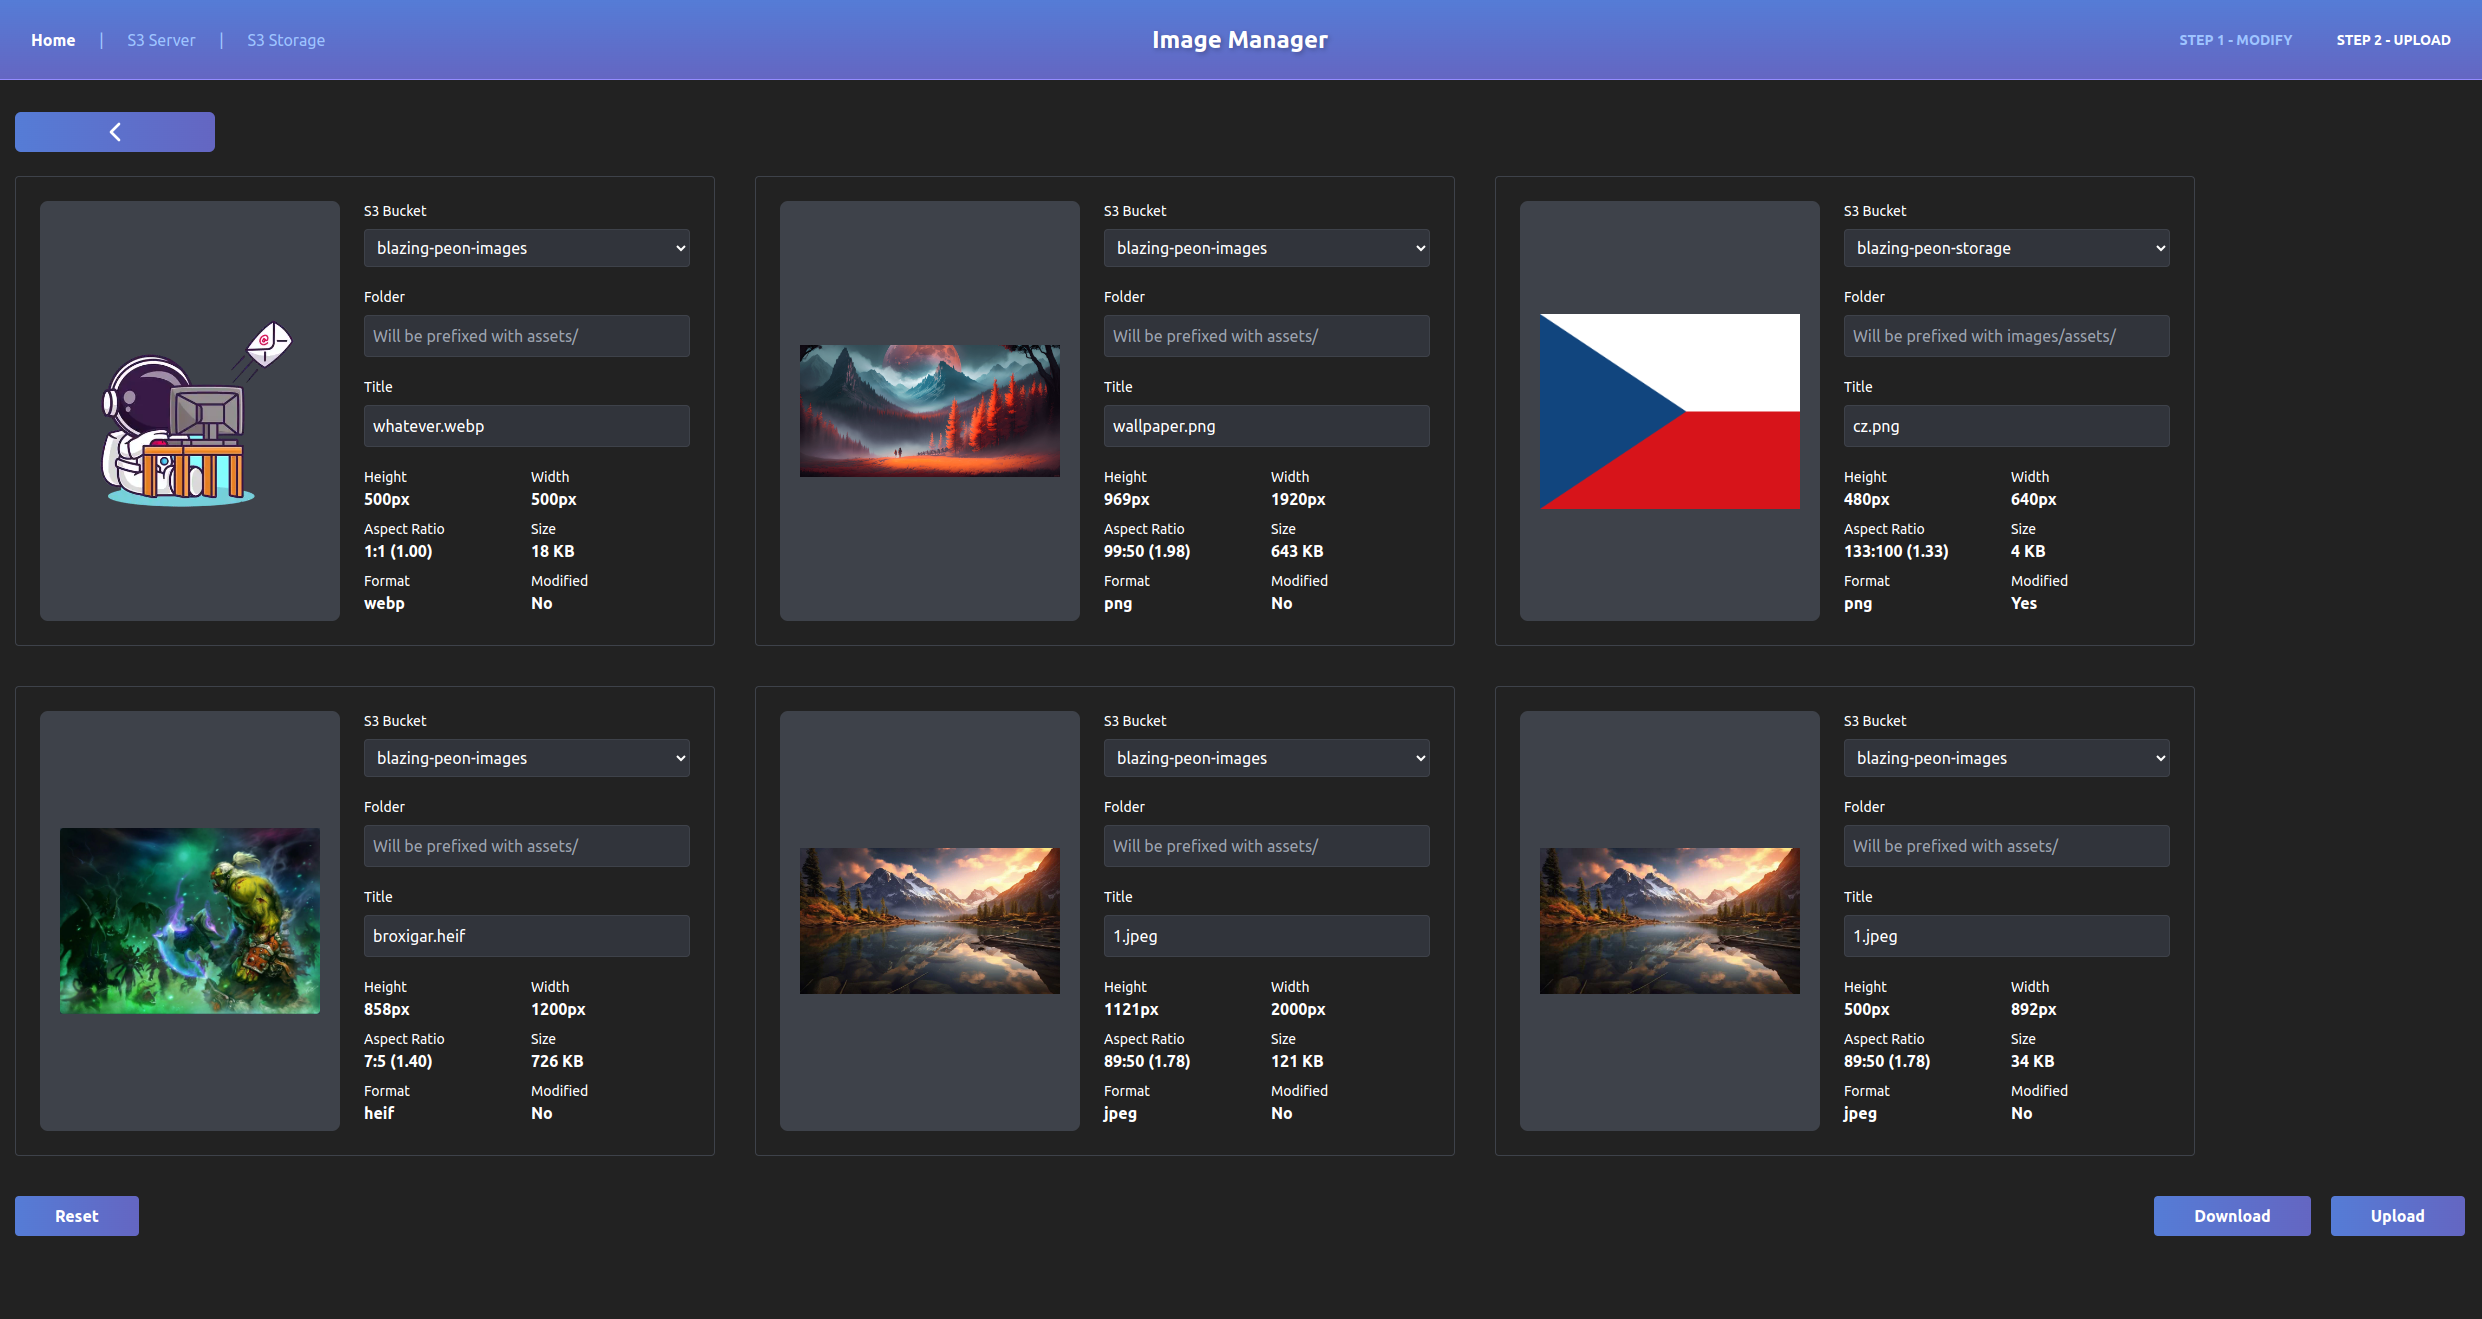 Home | S3 Server | S3 Storage
Image Manager
STEP 1 - MODIFY STEP 2 - UPLOAD
S3 Bucket
blazing-peon-images
Folder
Will be prefixed with assets/
Title
whatever.webp
Height Width
500px 500px
Aspect Ratio Size
1:1 (1.00) 18 KB
Format Modified
webp No
S3 Bucket
blazing-peon-images
Folder
Will be prefixed with assets/
Title
wallpaper.png
Height Width
969px 1920px
Aspect Ratio Size
99:50 (1.98) 643 KB
Format Modified
png No
S3 Bucket
blazing-peon-storage
Folder
Will be prefixed with images/assets/
Title
cz.png
Height Width
480px 640px
Aspect Ratio Size
133:100 (1.33) 4 KB
Format Modified
png Yes
S3 Bucket
blazing-peon-images
Folder
Will be prefixed with assets/
Title
broxigar.heif
Height Width
858px 1200px
Aspect Ratio Size
7:5 (1.40) 726 KB
Format Modified
heif No
S3 Bucket
blazing-peon-images
Folder
Will be prefixed with assets/
Title
1.jpeg
Height Width
1121px 2000px
Aspect Ratio Size
89:50 (1.78) 121 KB
Format Modified
jpeg No
S3 Bucket
blazing-peon-images
Folder
Will be prefixed with assets/
Title
1.jpeg
Height Width
500px 892px
Aspect Ratio Size
89:50 (1.78) 34 KB
Format Modified
jpeg No
Reset Download Upload